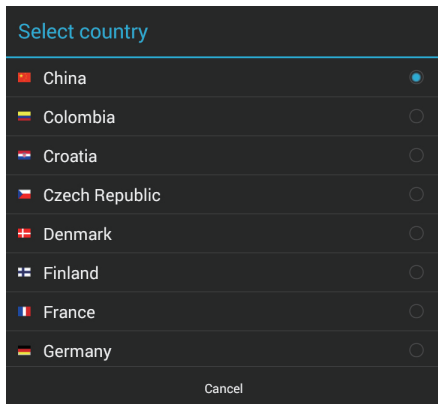 Select country
China
Colombia
Croatia
Czech Republic
Denmark
Finland
France
Germany
Cancel